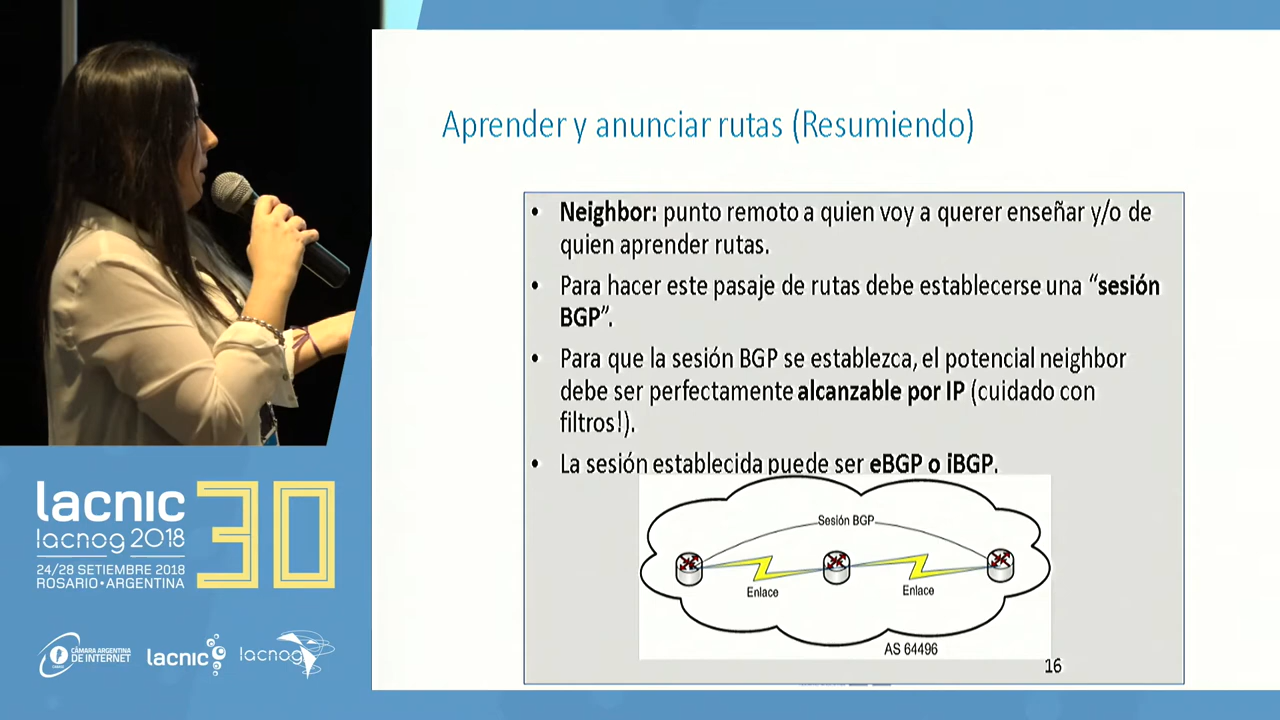 Aprender y anunciar rutas (Resumiendo)
• Neighbor: punto remoto a quien voy a querer enseñar y/o de
quien aprender rutas.
• Para hacer este pasaje de rutas debe establecerse una “sesión
BGP”.
• Para que la sesión BGP se establezca, el potencial neighbor
debe ser perfectamente alcanzable por IP (cuidado con
filtros!).
• La sesión establecida puede ser eBGP o iBGP.
Sesión BGP
Enlace
Enlace
AS 64496
16
lacnic 30
lacnog 2018
24/28 SETIEMBRE 2018
ROSARIO•ARGENTINA
CÁMARA ARGENTINA
DE INTERNET
lacnic
lacnog